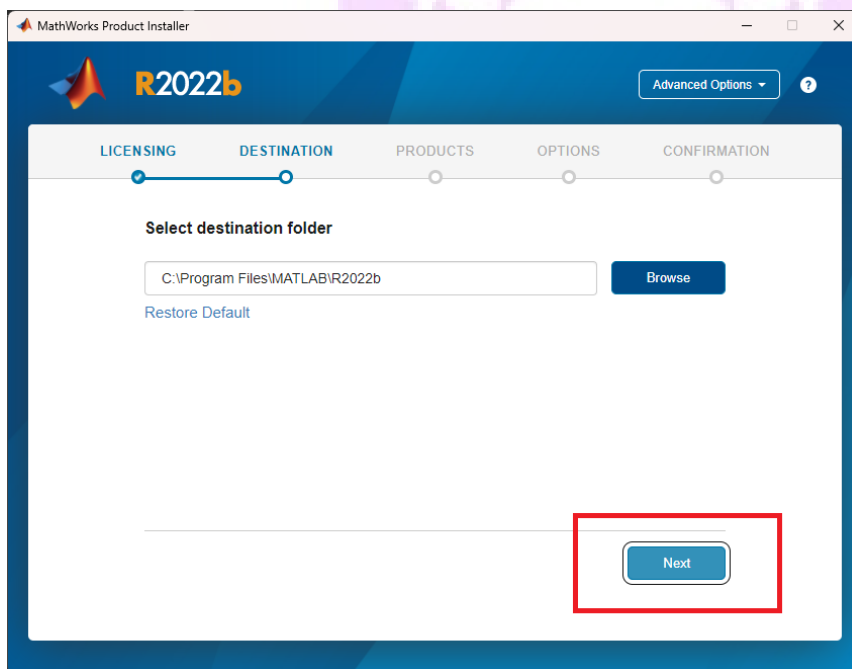 MathWorks Product Installer
R2022b
Advanced Options
?
LICENSING DESTINATION PRODUCTS OPTIONS CONFIRMATION
Select destination folder
C:\Program Files\MATLAB\R2022b
Browse
Restore Default
Next